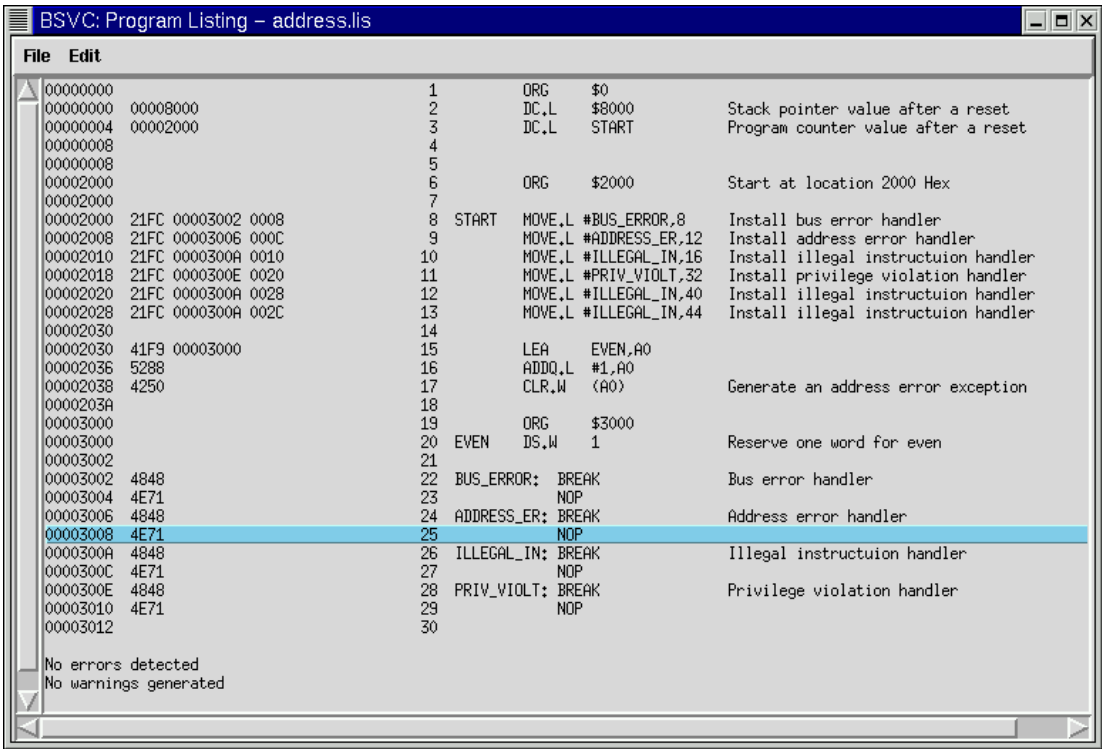 BSVC: Program Listing – address.lis
File Edit
00000000 1 ORG $0
00000000 00008000 2 DC.L $8000 Stack pointer value after a reset
00000004 00002000 3 DC.L START Program counter value after a reset
00000008 4
00000008 5
00002000 6 ORG $2000 Start at location 2000 Hex
00002000 7
00002000 21FC 00003002 0008 8 START MOVE.L #BUS_ERROR,8 Install bus error handler
00002008 21FC 00003006 000C 9 MOVE.L #ADDRESS_ER,12 Install address error handler
00002010 21FC 0000300A 0010 10 MOVE.L #ILLEGAL_IN,16 Install illegal instructuion handler
00002018 21FC 0000300E 0020 11 MOVE.L #PRIV_VIOLT,32 Install privilege violation handler
00002020 21FC 0000300A 0028 12 MOVE.L #ILLEGAL_IN,40 Install illegal instructuion handler
00002028 21FC 0000300A 002C 13 MOVE.L #ILLEGAL_IN,44 Install illegal instructuion handler
00002030 14
00002030 41F9 00003000 15 LEA EVEN,A0
00002036 5288 16 ADDQ.L #1,A0
00002038 4250 17 CLR.W (A0) Generate an address error exception
0000203A 18
00003000 19 ORG $3000
00003000 20 EVEN DS.W 1 Reserve one word for even
00003002 21
00003002 4848 22 BUS_ERROR: BREAK Bus error handler
00003004 4E71 23 NOP
00003006 4848 24 ADDRESS_ER: BREAK Address error handler
00003008 4E71 25 NOP
0000300A 4848 26 ILLEGAL_IN: BREAK Illegal instructuion handler
0000300C 4E71 27 NOP
0000300E 4848 28 PRIV_VIOLT: BREAK Privilege violation handler
00003010 4E71 29 NOP
00003012 30
No errors detected
No warnings generated